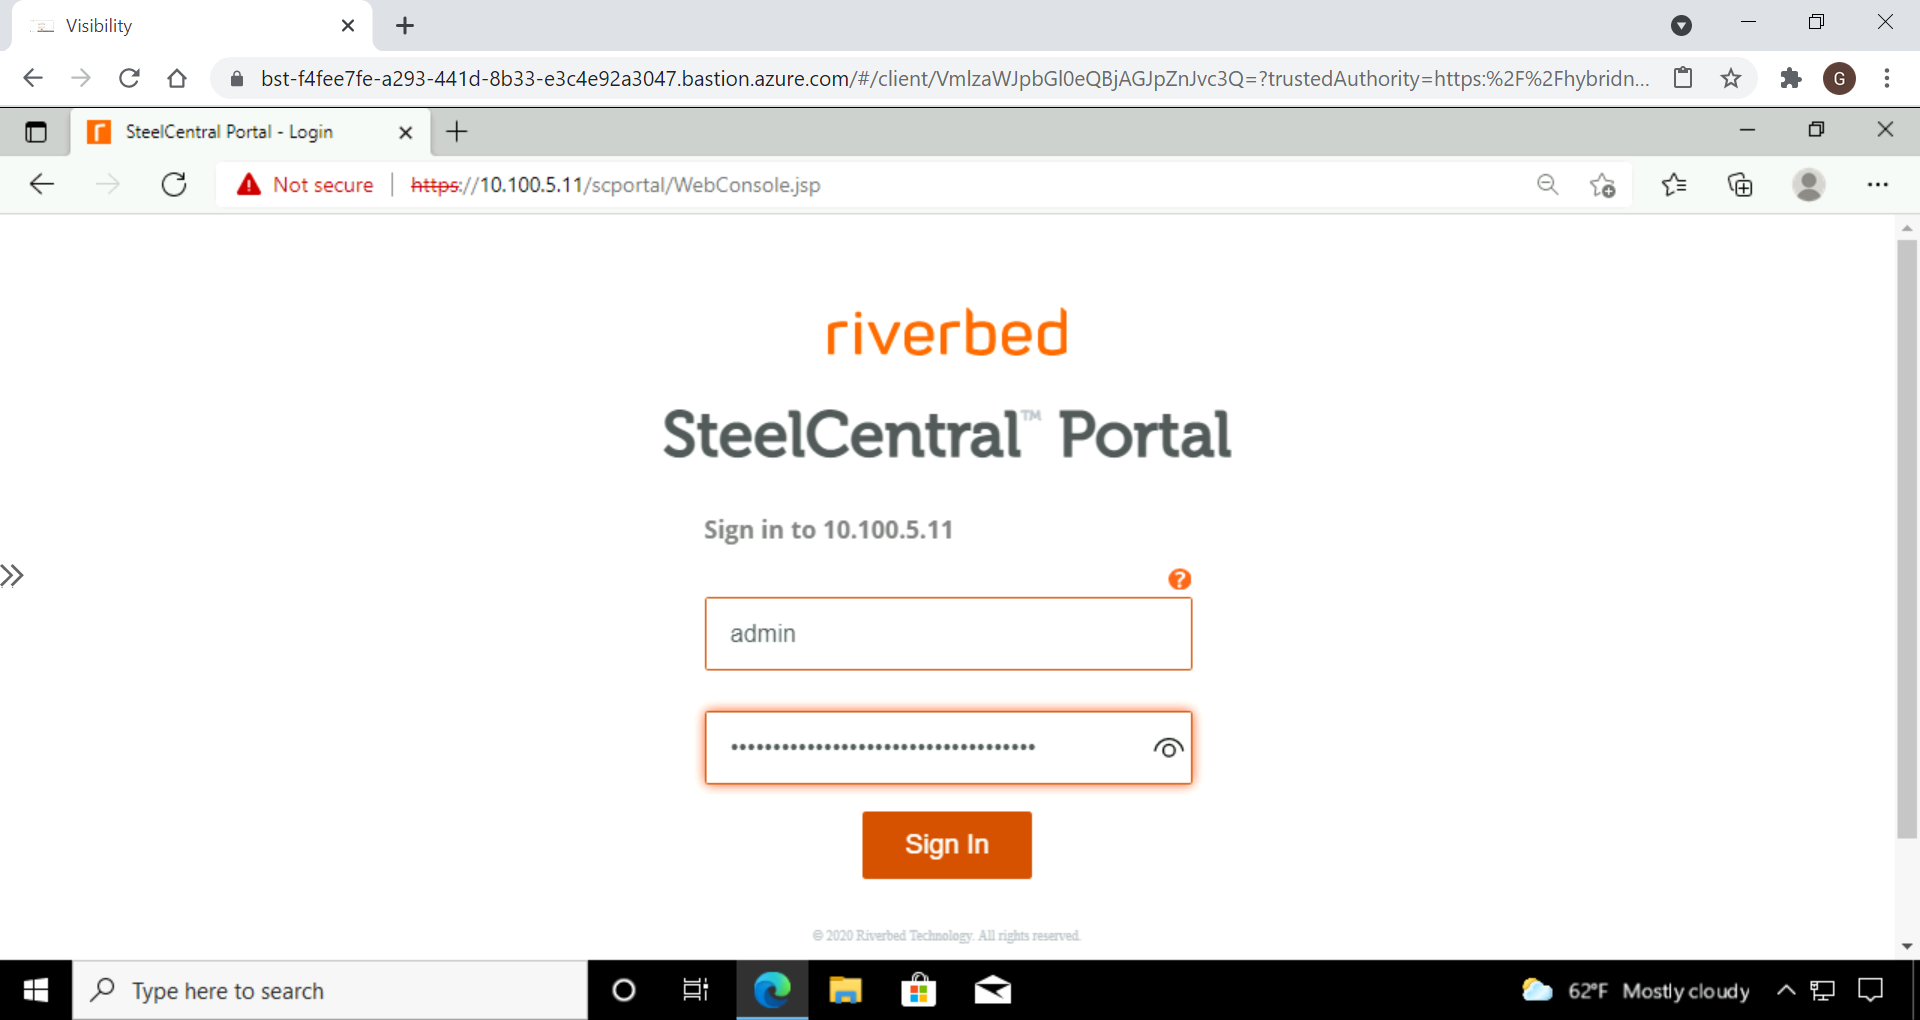 Visibility
bst-f4fee7fe-a293-441d-8b33-e3c4e92a3047.bastion.azure.com/#/client/VmlzaWJpbGl0eQBjAGJpZnJvc3Q=?trustedAuthority=https:%2F%2Fhybridn...
G
SteelCentral Portal - Login
Not secure
https://10.100.5.11/scportal/WebConsole.jsp
riverbed
SteelCentral™ Portal
Sign in to 10.100.5.11
?
admin
Sign In
© 2020 Riverbed Technology. All rights reserved.
Type here to search
62°F Mostly cloudy